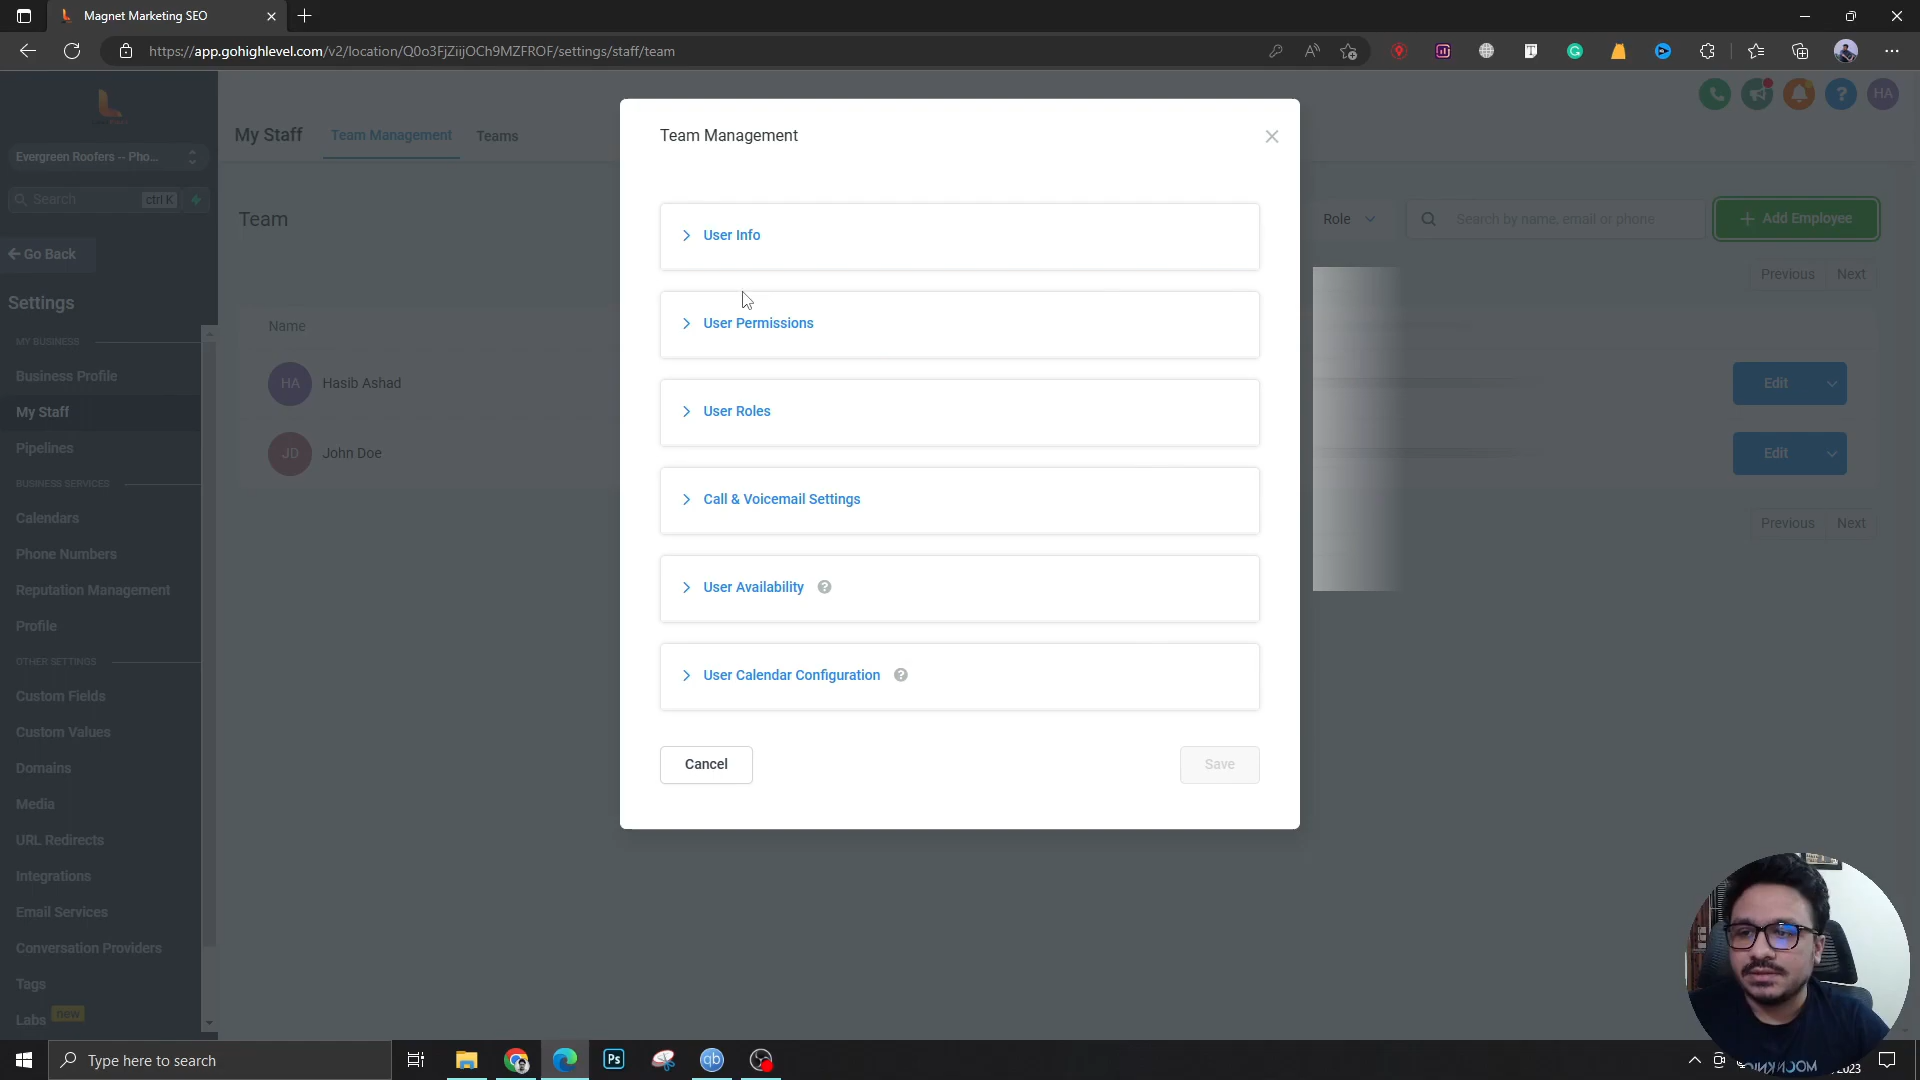 Magnet Marketing SEO
https://app.gohighlevel.com/v2/location/Q0o3FjZiijOCh9MZFROF/settings/staff/team
HA
My Staff
Team Management
Teams
Evergreen Roofers -- Pho...
Search
ctrl K
Go Back
Settings
MY BUSINESS
Business Profile
My Staff
Pipelines
BUSINESS SERVICES
Calendars
Phone Numbers
Reputation Management
Profile
OTHER SETTINGS
Custom Fields
Custom Values
Domains
Media
URL Redirects
Integrations
Email Services
Conversation Providers
Tags
Labs new
Team
Role
Search by name, email or phone
Add Employee
Previous Next
Name
HA Hasib Ashad
Edit
JD John Doe
Edit
Previous Next
Team Management
User Info
User Permissions
User Roles
Call & Voicemail Settings
User Availability ?
User Calendar Configuration ?
Cancel
Save
Type here to search
Ps
qb